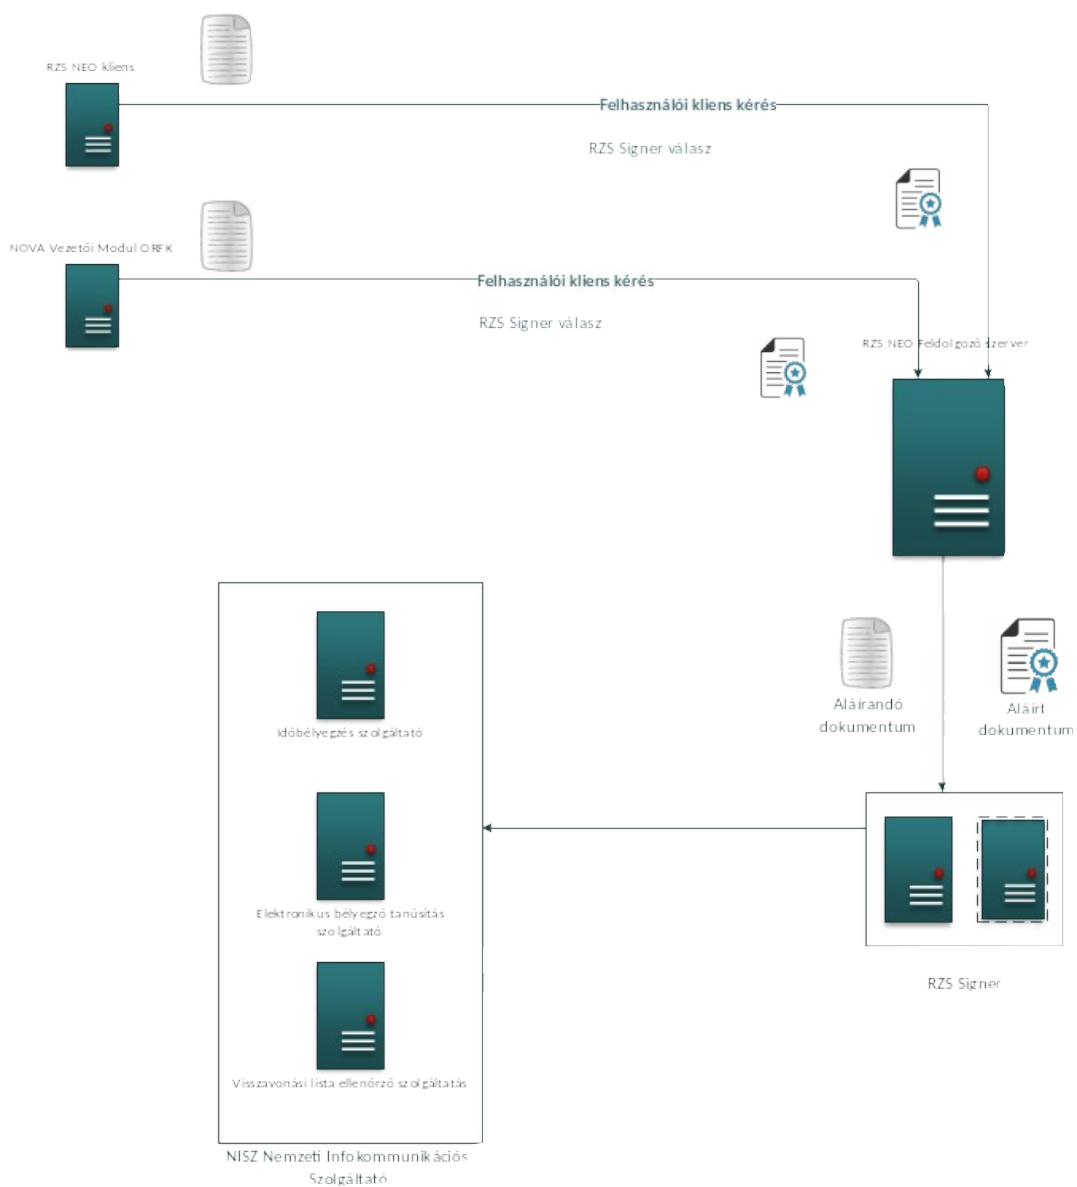 RZS NEO kliens
Felhasználói kliens kérés
RZS Signer válasz
NOVA Vezetői Modul ORFK
Felhasználói kliens kérés
RZS Signer válasz
RZS NEO Feldolgozó szerver
Aláírandó
dokumentum
Aláírt
dokumentum
Időbélyegzés szolgáltató
Elektronikus bélyegző tanúsítás
szolgáltató
RZS Signer
Visszavonási lista ellenőrző szolgáltatás
NISZ Nemzeti Infokommunikációs
Szolgáltató